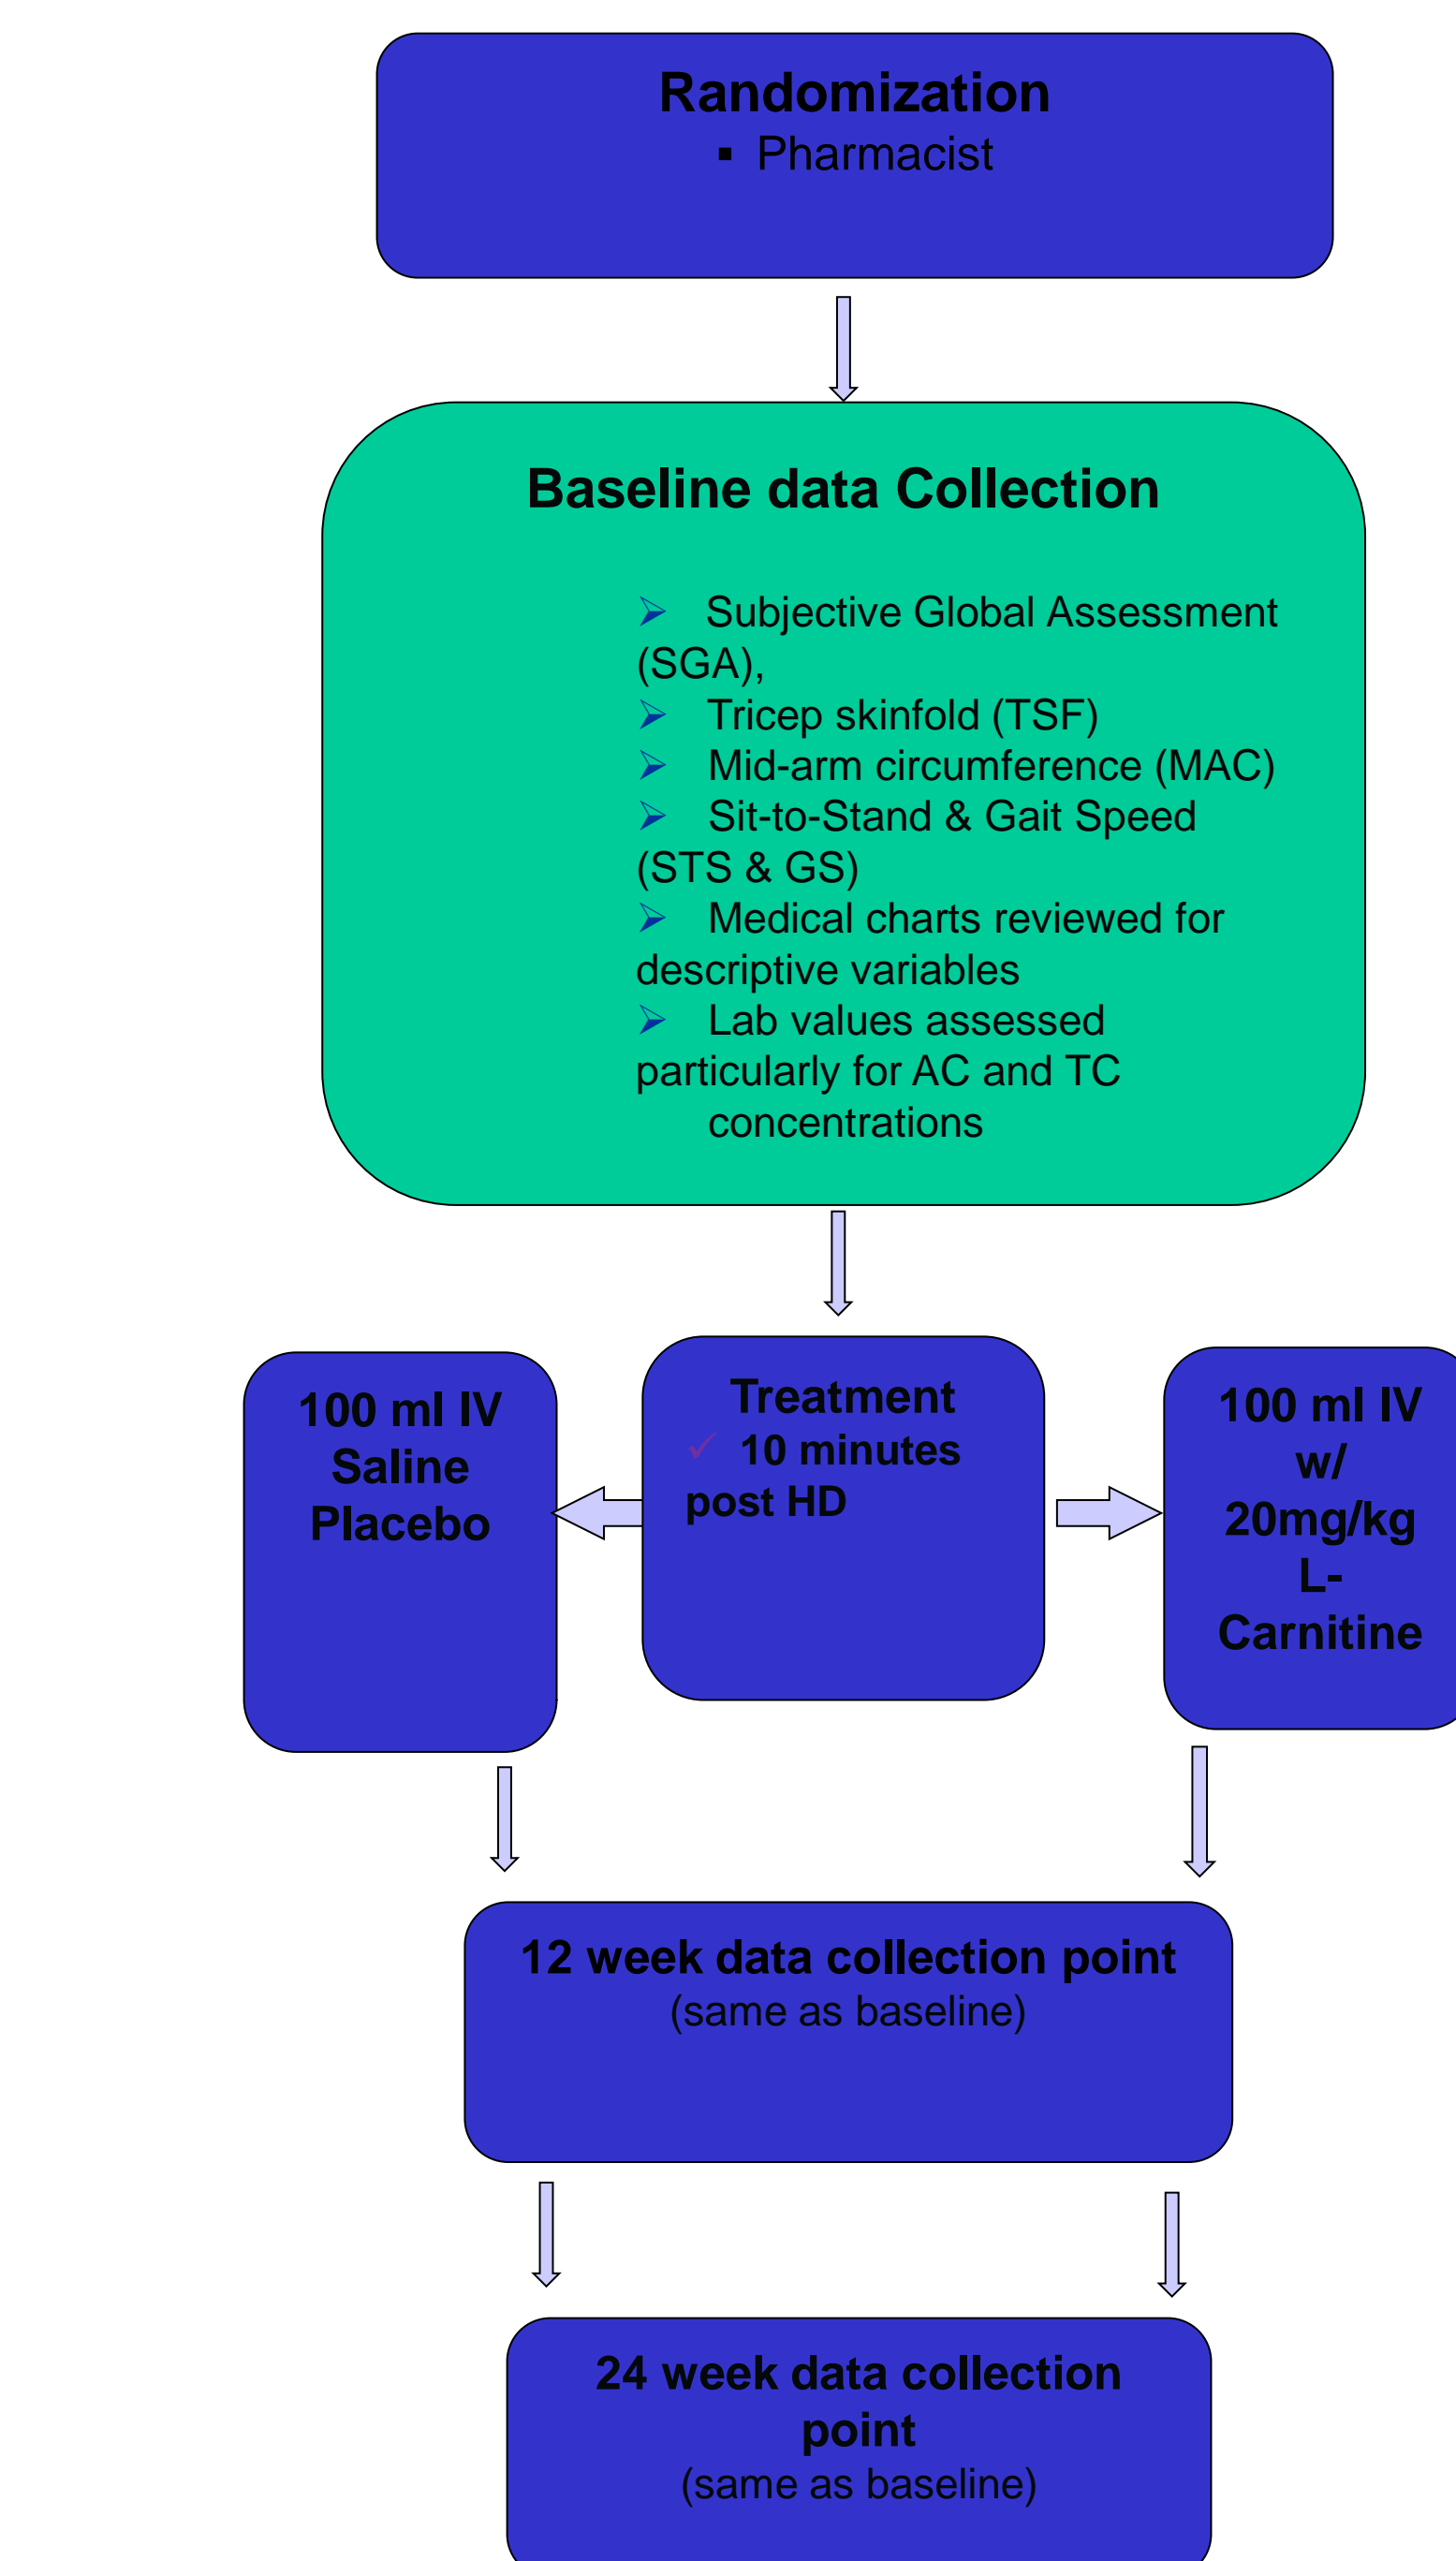 Randomization
▪ Pharmacist
Baseline data Collection
➢ Subjective Global Assessment
(SGA),
➢ Tricep skinfold (TSF)
➢ Mid-arm circumference (MAC)
➢ Sit-to-Stand & Gait Speed
(STS & GS)
➢ Medical charts reviewed for
descriptive variables
➢ Lab values assessed
particularly for AC and TC
concentrations
100 ml IV
Saline
Placebo
Treatment
✓ 10 minutes
post HD
100 ml IV
w/
20mg/kg
L-
Carnitine
12 week data collection point
(same as baseline)
24 week data collection
point
(same as baseline)